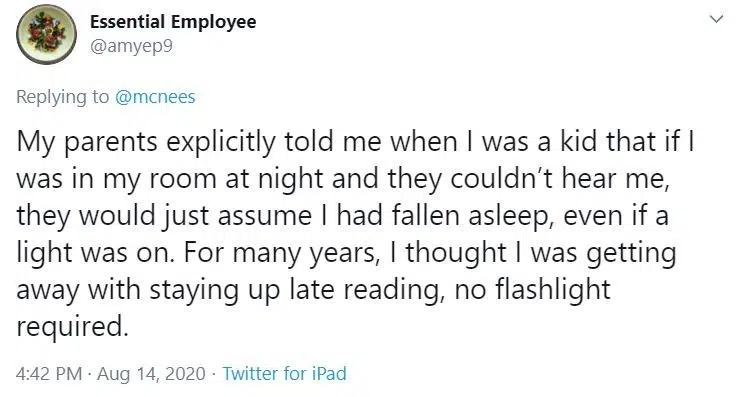 Essential Employee
@amyep9
Replying to @mcnees
My parents explicitly told me when I was a kid that if I
was in my room at night and they couldn’t hear me,
they would just assume I had fallen asleep, even if a
light was on. For many years, I thought I was getting
away with staying up late reading, no flashlight
required.
4:42 PM · Aug 14, 2020 · Twitter for iPad